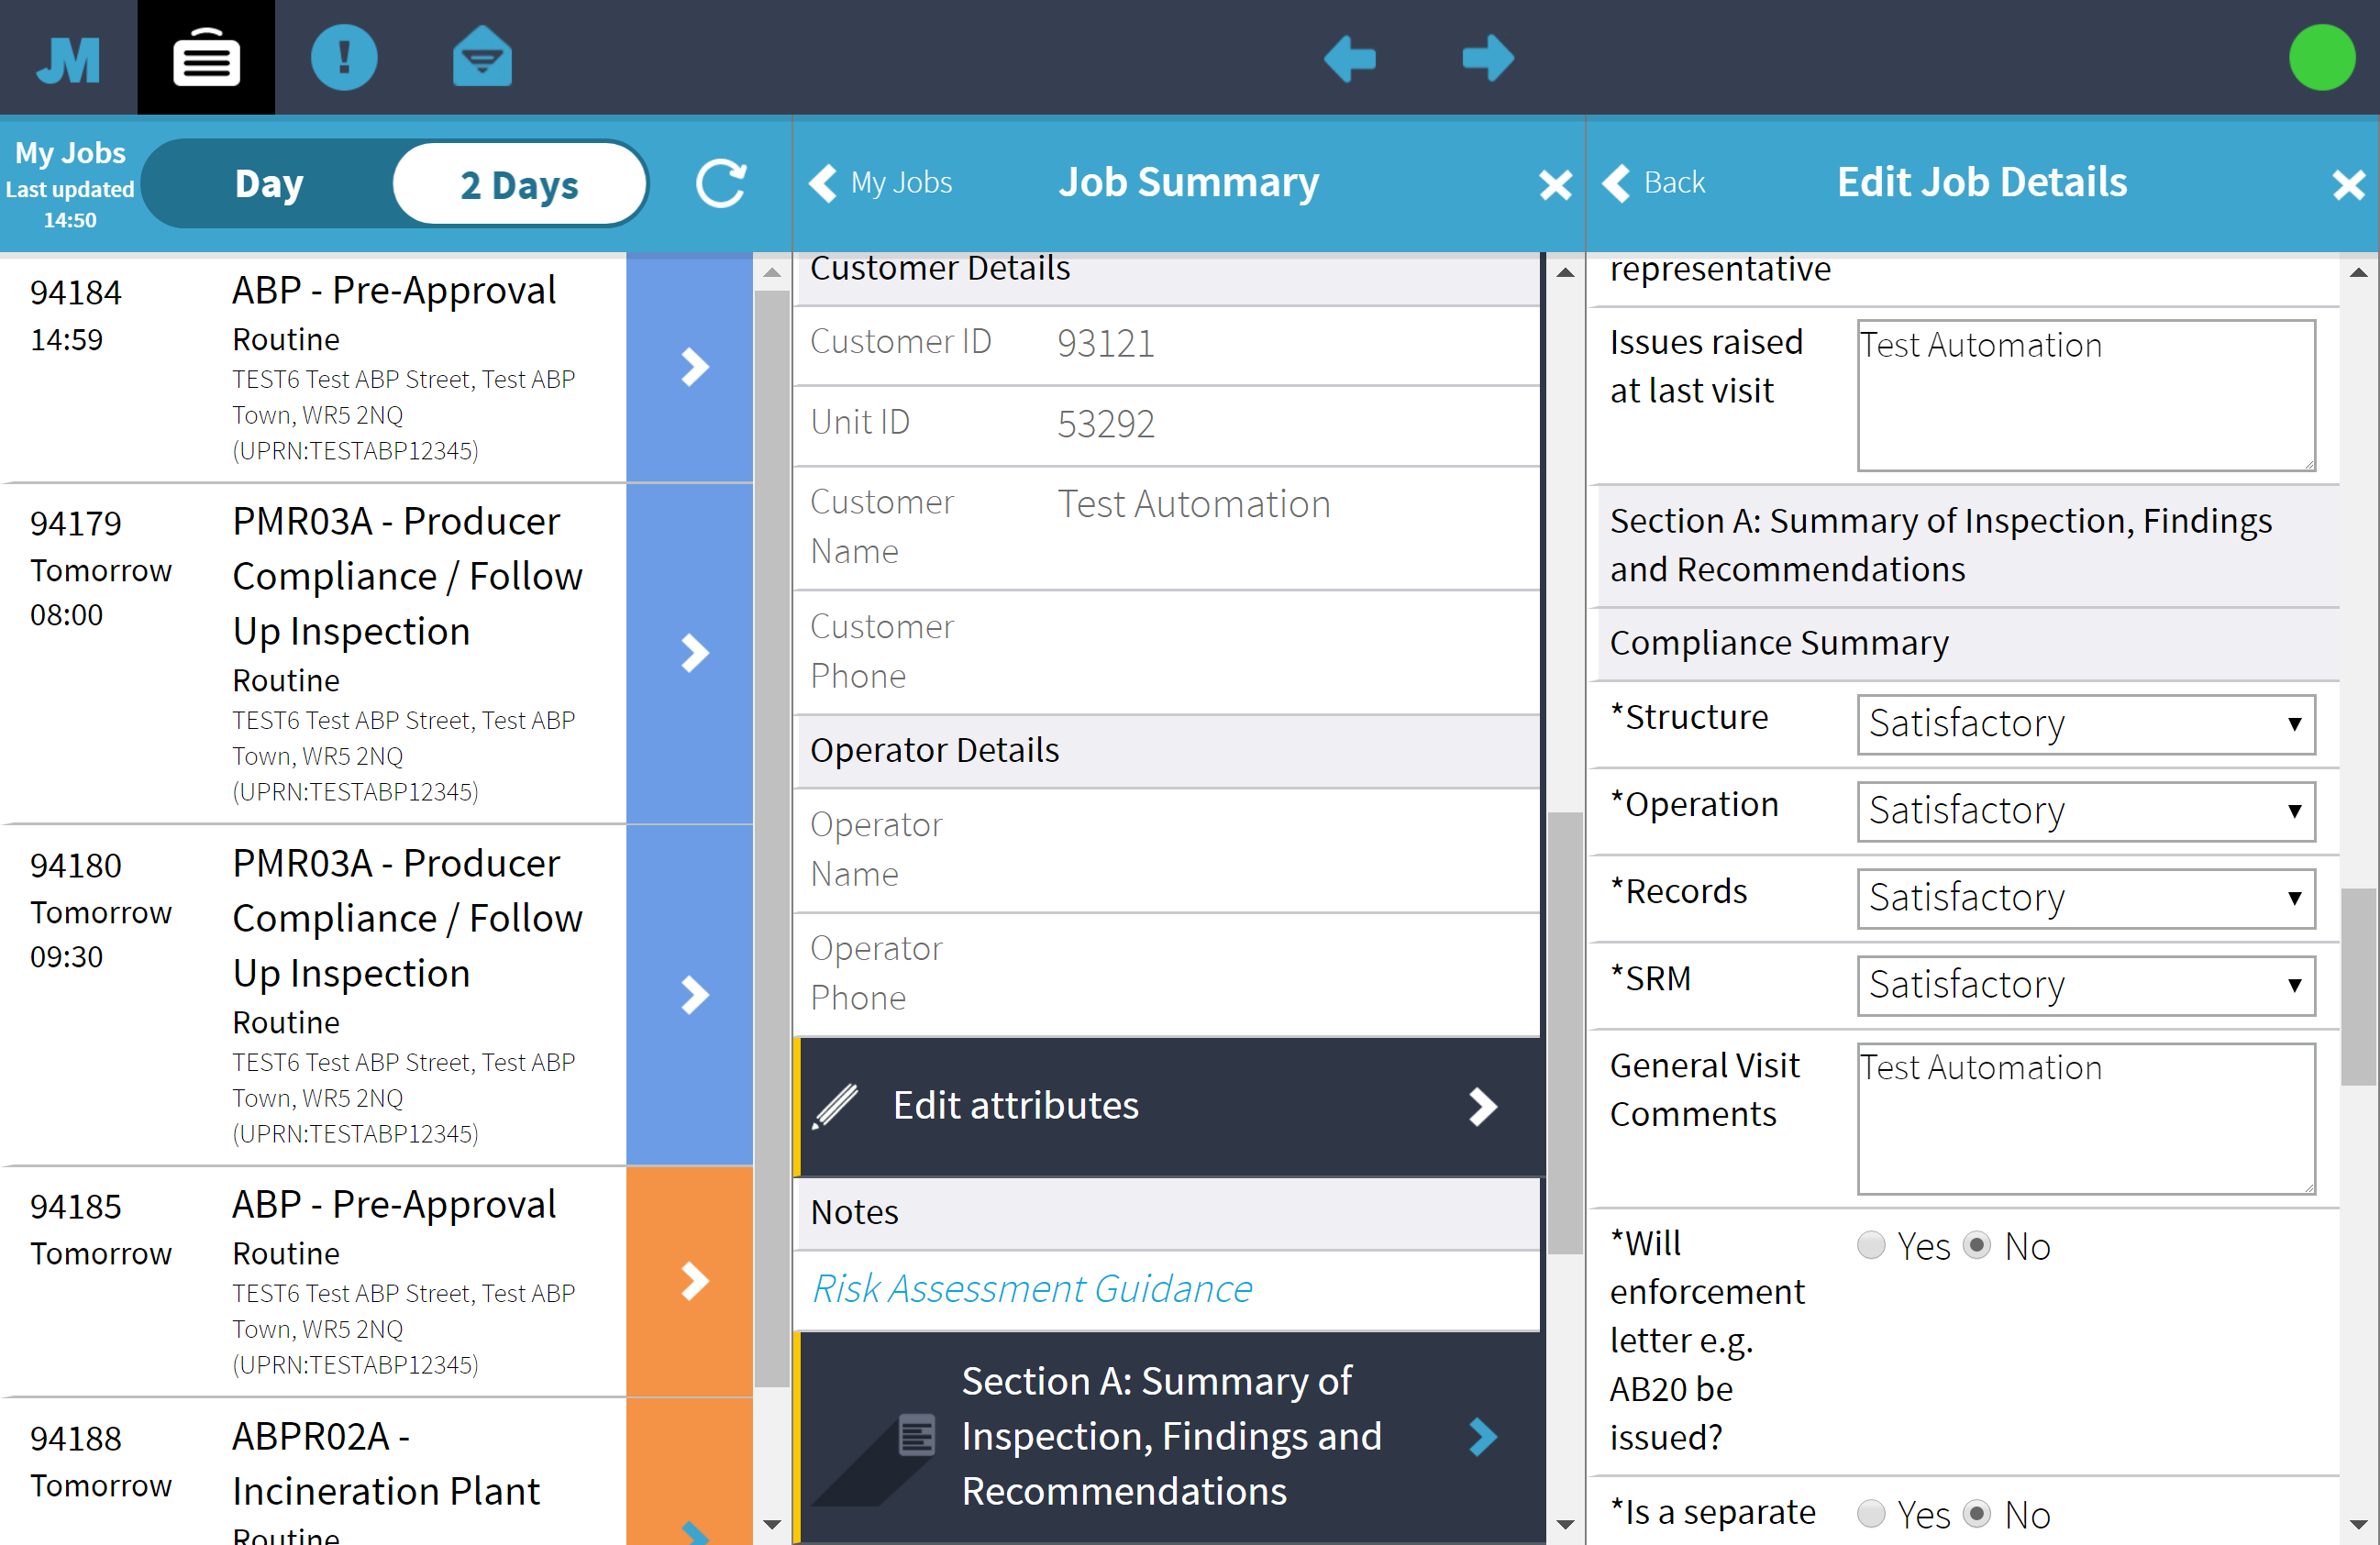 JM
My Jobs
Last updated
14:50
Day
2 Days
My Jobs
Job Summary
Back
Edit Job Details
94184
14:59
ABP - Pre-Approval
Routine
TEST6 Test ABP Street, Test ABP
Town, WR5 2NQ
(UPRN:TESTABP12345)
94179
Tomorrow
08:00
PMR03A - Producer
Compliance / Follow
Up Inspection
Routine
TEST6 Test ABP Street, Test ABP
Town, WR5 2NQ
(UPRN:TESTABP12345)
94180
Tomorrow
09:30
PMR03A - Producer
Compliance / Follow
Up Inspection
Routine
TEST6 Test ABP Street, Test ABP
Town, WR5 2NQ
(UPRN:TESTABP12345)
94185
Tomorrow
ABP - Pre-Approval
Routine
TEST6 Test ABP Street, Test ABP
Town, WR5 2NQ
(UPRN:TESTABP12345)
94188
Tomorrow
ABPR02A -
Incineration Plant
Routine
Customer Details
Customer ID 93121
Unit ID 53292
Customer Test Automation
Name
Customer
Phone
Operator Details
Operator
Name
Operator
Phone
Edit attributes
Notes
Risk Assessment Guidance
Section A: Summary of
Inspection, Findings and
Recommendations
representative
Issues raised Test Automation
at last visit
Section A: Summary of Inspection, Findings
and Recommendations
Compliance Summary
*Structure Satisfactory
*Operation Satisfactory
*Records Satisfactory
*SRM Satisfactory
General Visit Test Automation
Comments
*Will Yes No
enforcement
letter e.g.
AB20 be
issued?
*Is a separate Yes No